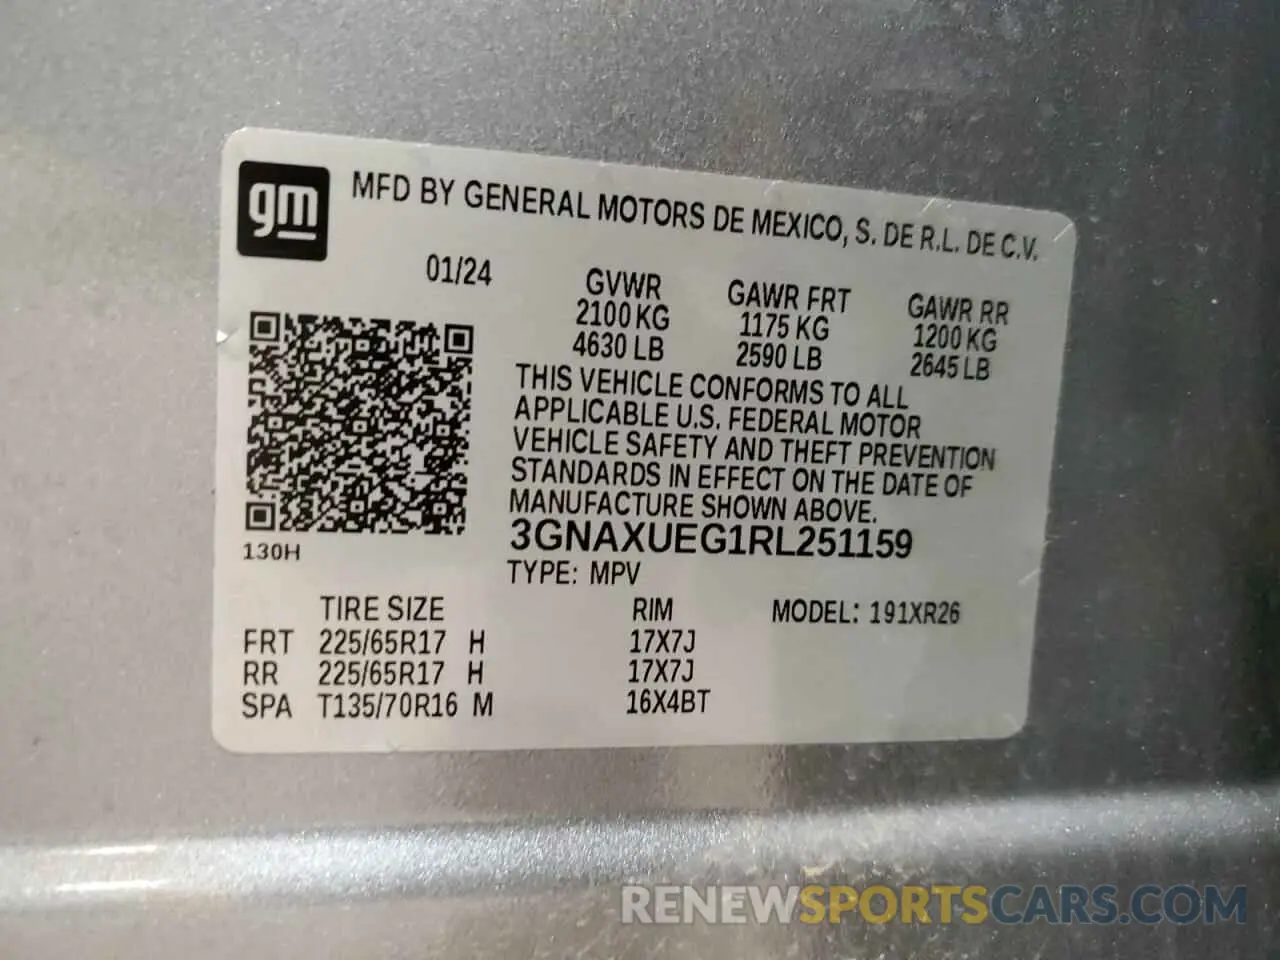 gm
MFD BY GENERAL MOTORS DE MEXICO, S. DE R.L. DE C.V.
01/24
GVWR GAWR FRT GAWR RR
2100 KG 1175 KG 1200 KG
4630 LB 2590 LB 2645 LB
THIS VEHICLE CONFORMS TO ALL
APPLICABLE U.S. FEDERAL MOTOR
VEHICLE SAFETY AND THEFT PREVENTION
STANDARDS IN EFFECT ON THE DATE OF
MANUFACTURE SHOWN ABOVE.
3GNAXUEG1RL251159
130H
TYPE: MPV
TIRE SIZE RIM MODEL: 191XR26
FRT 225/65R17 H 17X7J
RR 225/65R17 H 17X7J
SPA T135/70R16 M 16X4BT
RENEWSPORTSCARS.COM